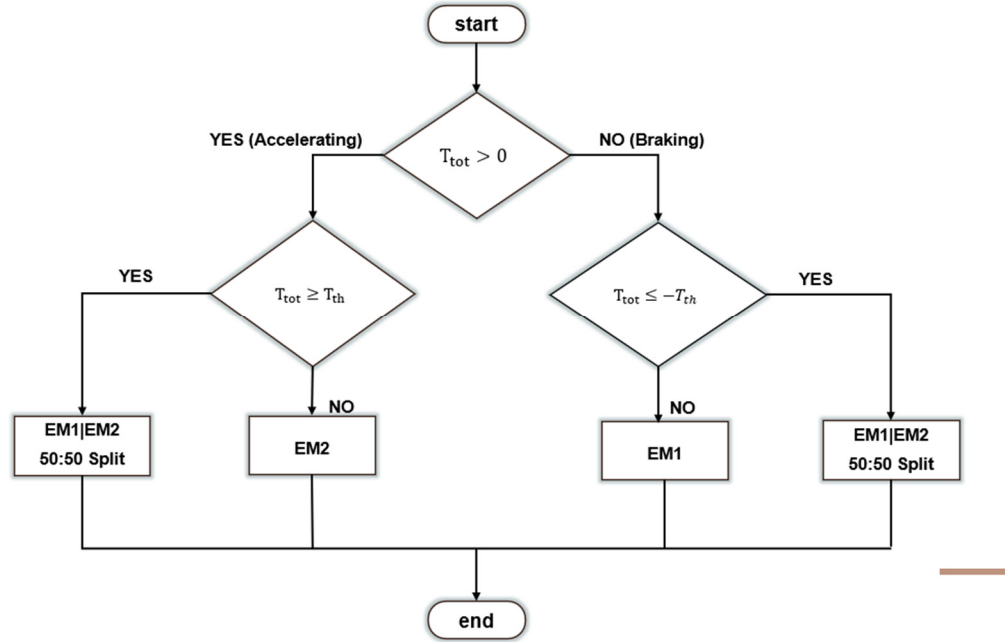 start
T_tot > 0
YES (Accelerating)
NO (Braking)
T_tot ≥ T_th
T_tot ≤ −T_th
YES
YES
NO
NO
EM1|EM2
50:50 Split
EM2
EM1
EM1|EM2
50:50 Split
end